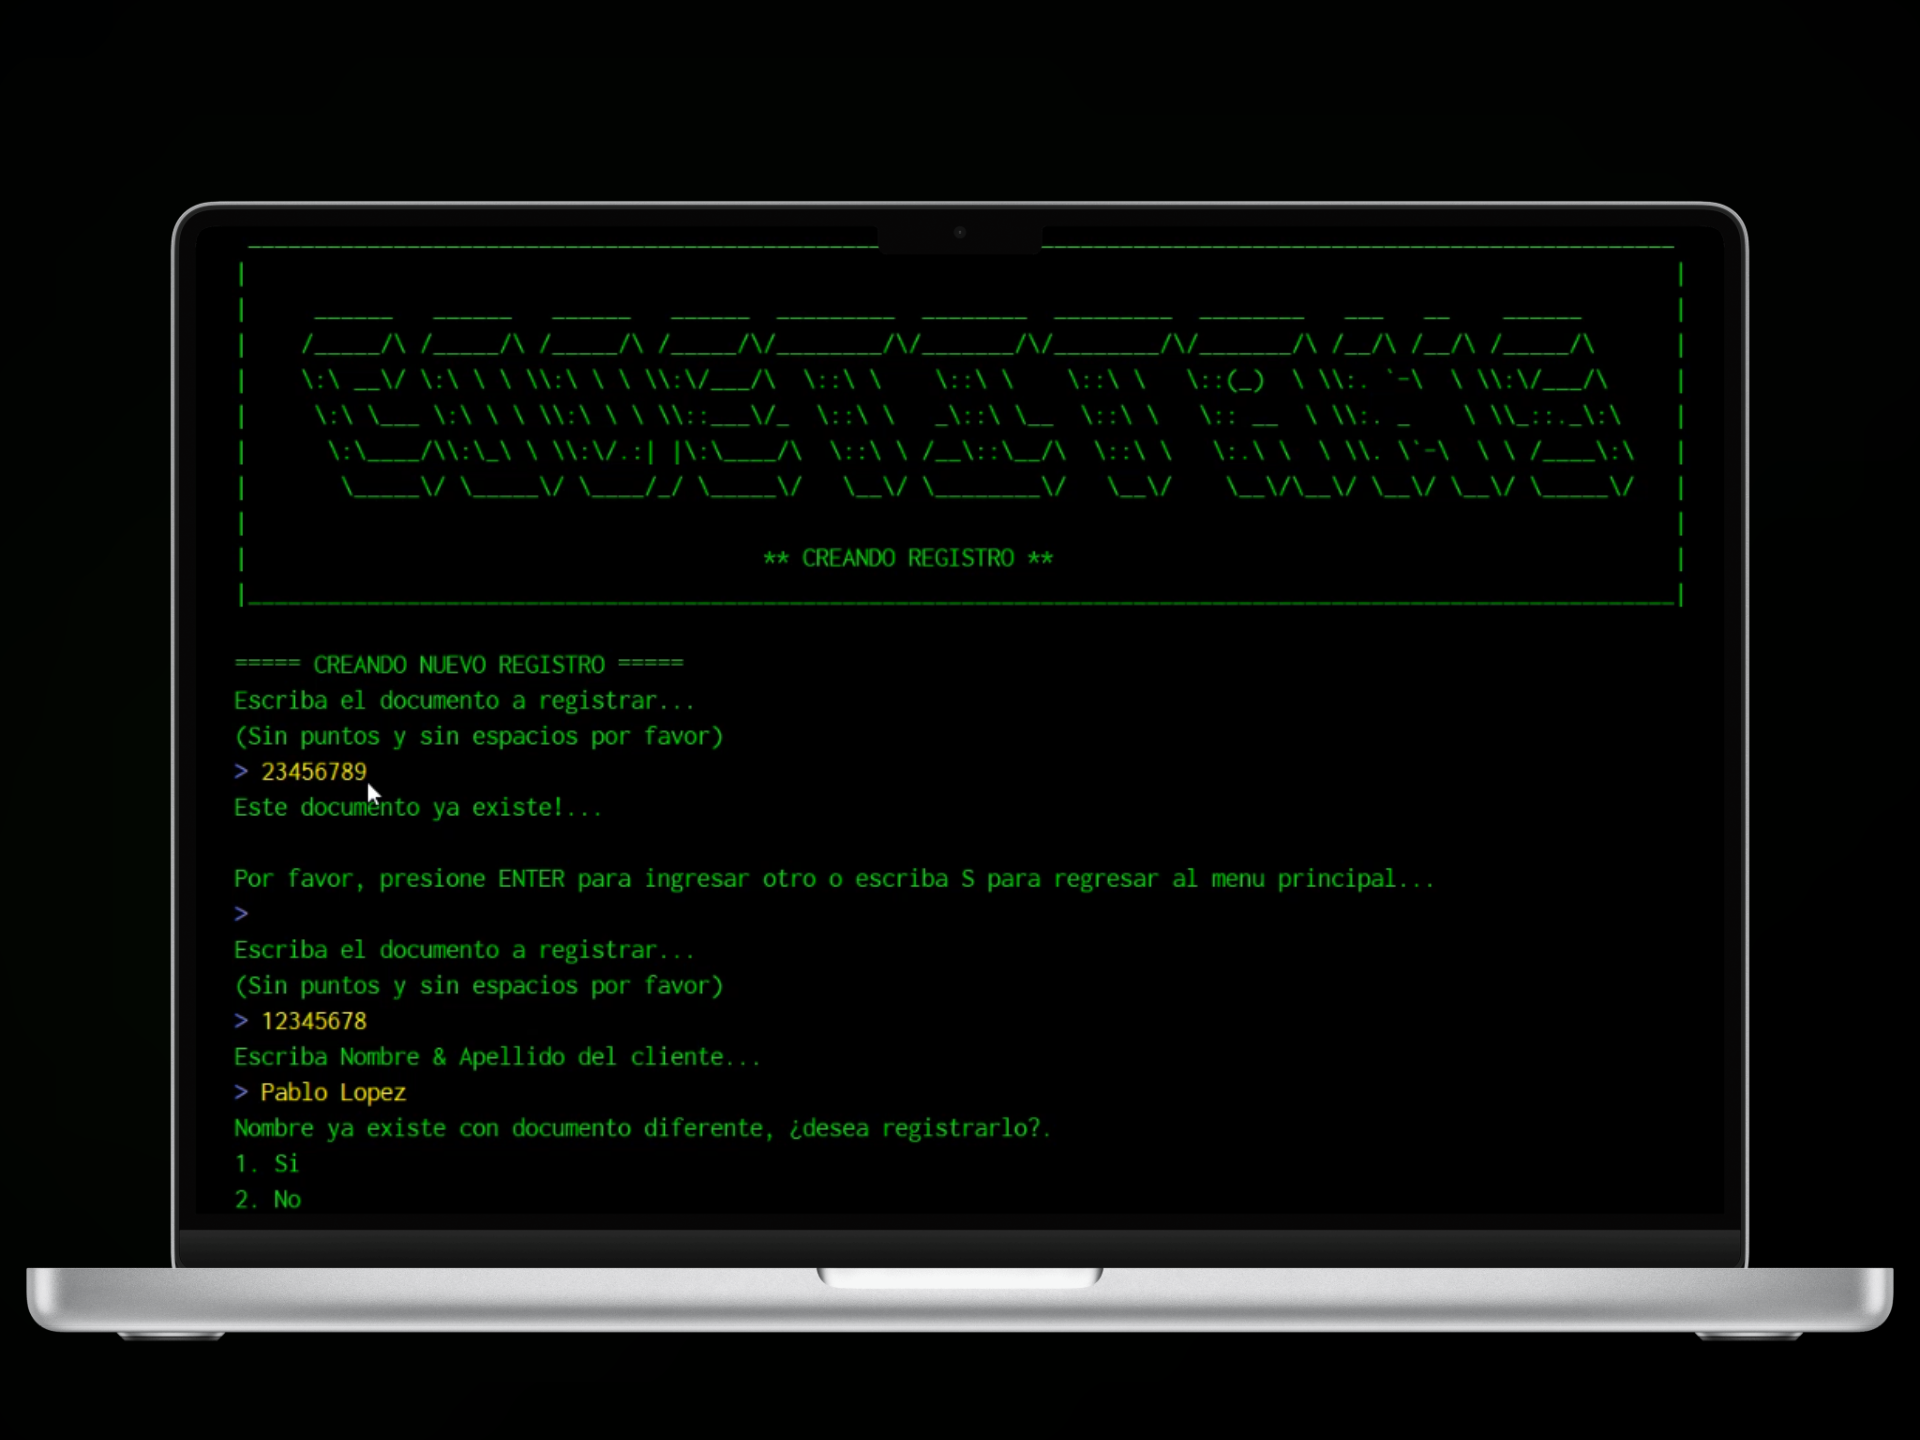 ** CREANDO REGISTRO **
===== CREANDO NUEVO REGISTRO =====
Escriba el documento a registrar...
(Sin puntos y sin espacios por favor)
> 23456789
Este documento ya existe!...
Por favor, presione ENTER para ingresar otro o escriba S para regresar al menu principal...
>
Escriba el documento a registrar...
(Sin puntos y sin espacios por favor)
> 12345678
Escriba Nombre & Apellido del cliente...
> Pablo Lopez
Nombre ya existe con documento diferente, ¿desea registrarlo?.
1. Si
2. No